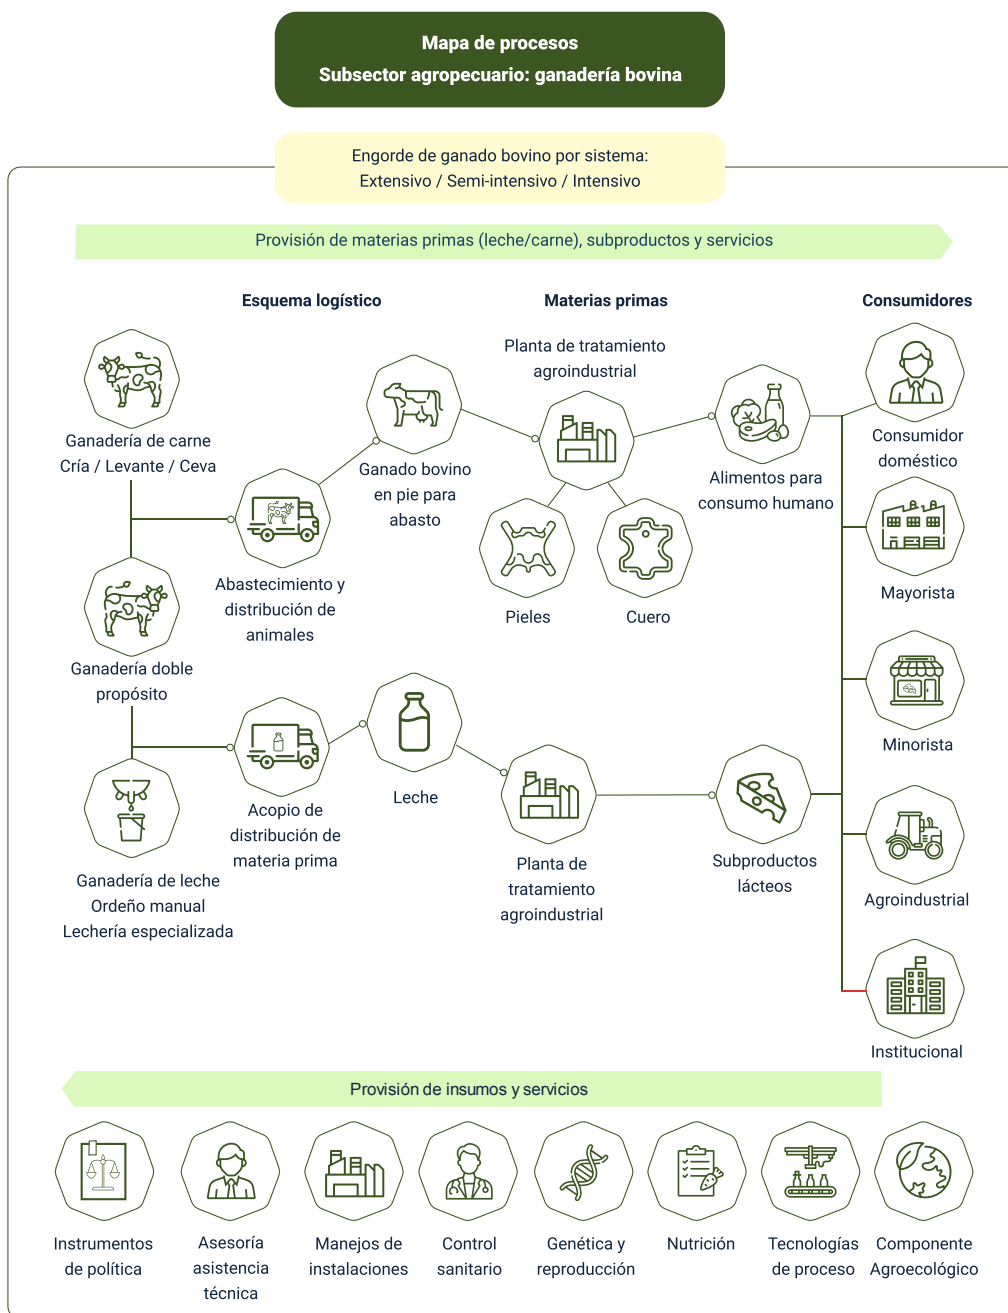 Mapa de procesos
Subsector agropecuario: ganadería bovina
Engorde de ganado bovino por sistema:
Extensivo / Semi-intensivo / Intensivo
Provisión de materias primas (leche/carne), subproductos y servicios
Esquema logístico
Materias primas
Consumidores
Ganadería de carne
Cría / Levante / Ceva
Abastecimiento y
distribución de
animales
Ganado bovino
en pie para
abasto
Planta de tratamiento
agroindustrial
Pieles
Cuero
Alimentos para
consumo humano
Consumidor
doméstico
Mayorista
Minorista
Agroindustrial
Institucional
Ganadería doble
propósito
Acopio de
distribución de
materia prima
Leche
Planta de
tratamiento
agroindustrial
Subproductos
lácteos
Ganadería de leche
Ordeño manual
Lechería especializada
Provisión de insumos y servicios
Instrumentos
de política
Asesoría
asistencia
técnica
Manejos de
instalaciones
Control
sanitario
Genética y
reproducción
Nutrición
Tecnologías
de proceso
Componente
Agroecológico